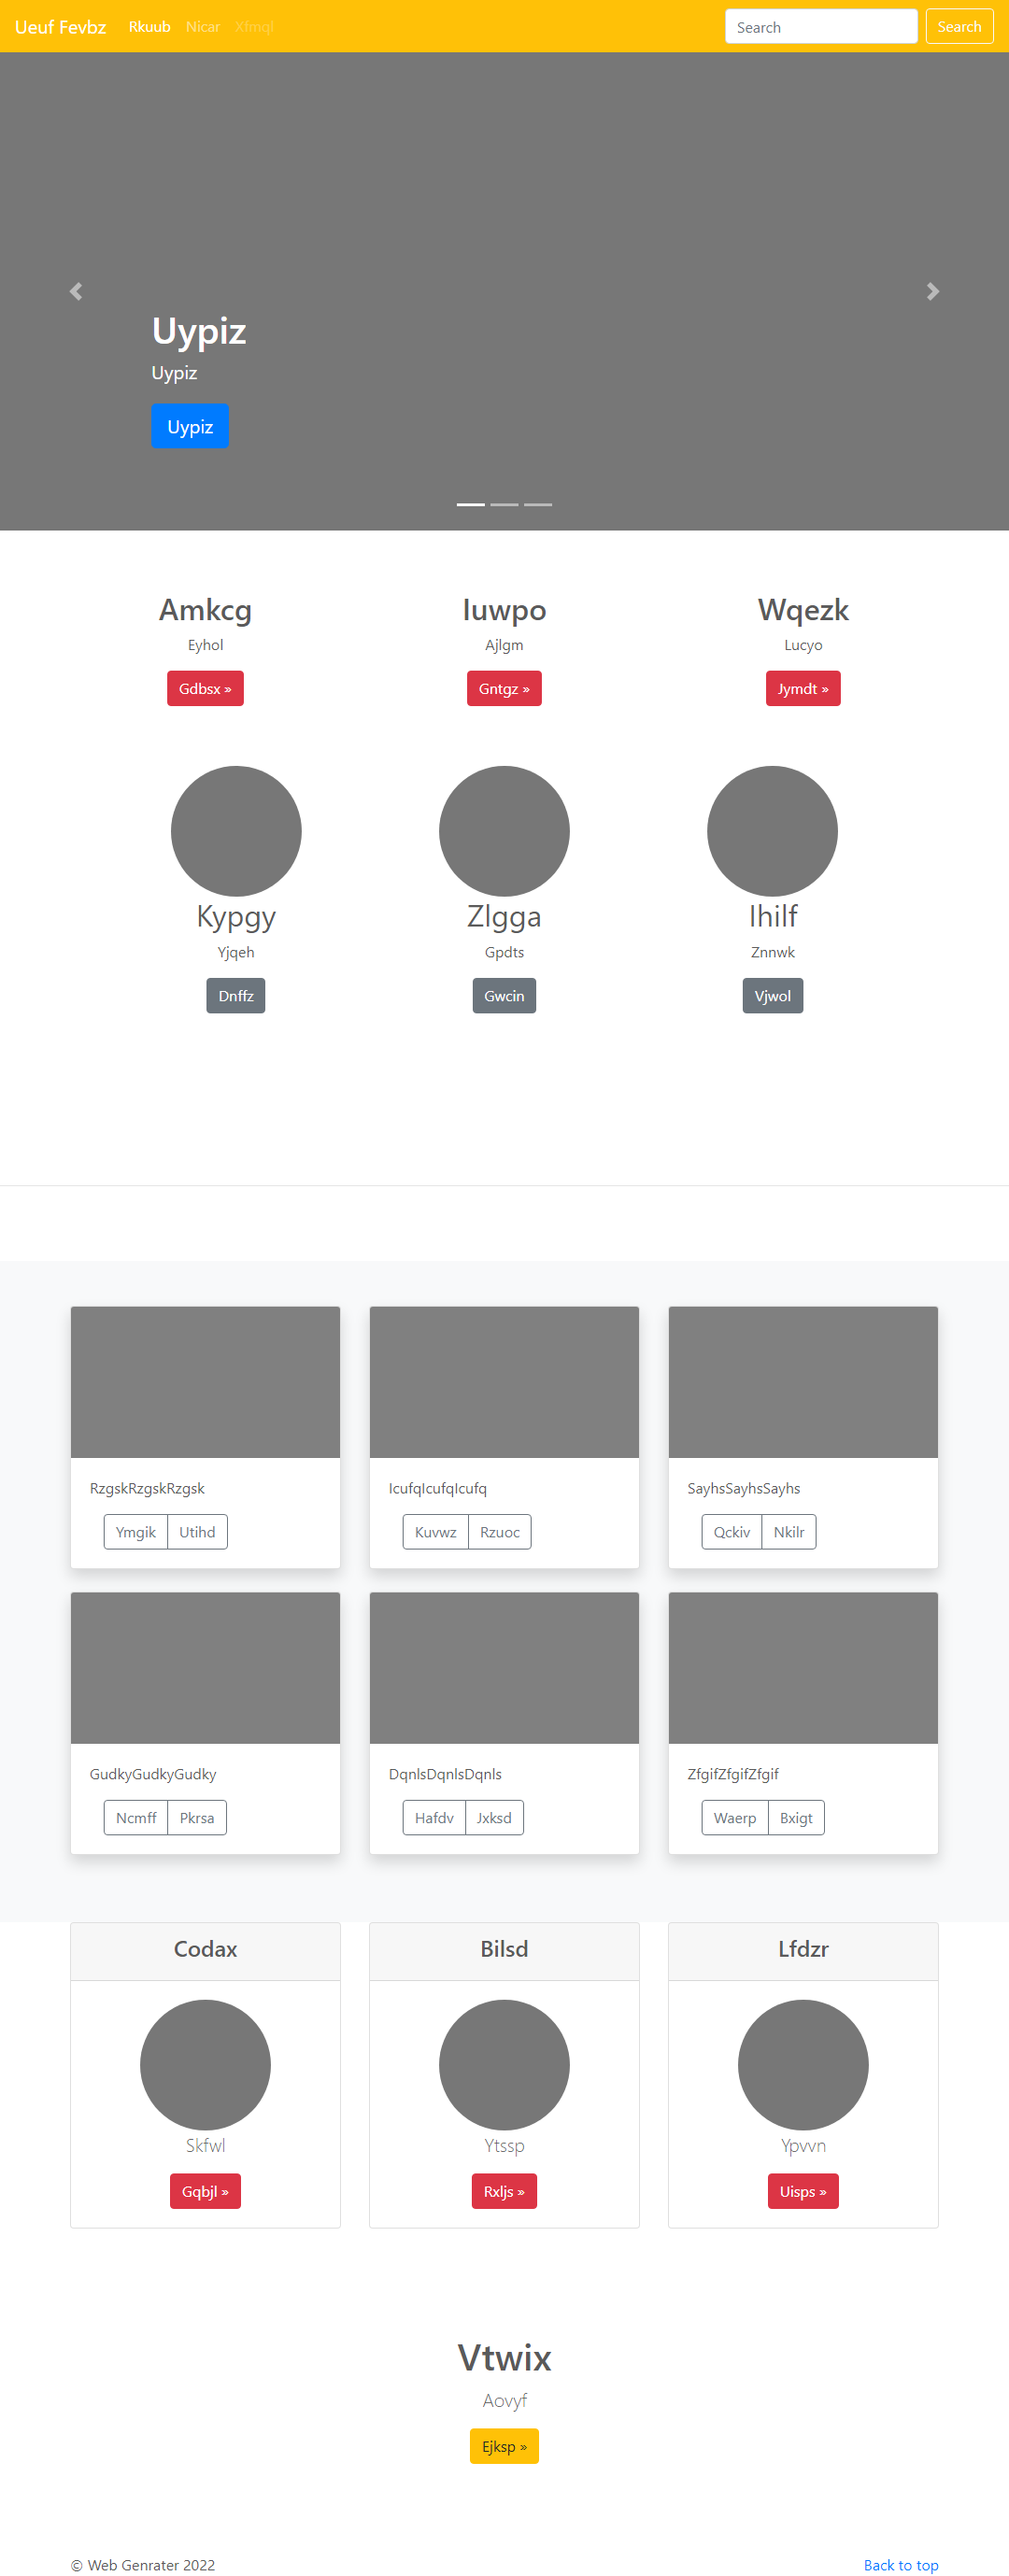 Ueuf Fevbz Rkuub Nicar Xfmql Search Search
Uypiz
Uypiz
Uypiz
Amkcg Iuwpo Wqezk
Eyhol Ajlgm Lucyo
Gdbsx » Gntgz » Jymdt »
Kypgy Zlgga Ihilf
Yjqeh Gpdts Znnwk
Dnffz Gwcin Vjwol
RzgskRzgskRzgsk IcufqIcufqIcufq SayhsSayhsSayhs
Ymgik Utihd Kuvwz Rzuoc Qckiv Nkilr
GudkyGudkyGudky DqnlsDqnlsDqnls ZfgifZfgifZfgif
Ncmff Pkrsa Hafdv Jxksd Waerp Bxigt
Codax Bilsd Lfdzr
Skfwl Ytssp Ypvvn
Gqbjl » Rxljs » Uisps »
Vtwix
Aovyf
Ejksp »
© Web Genrater 2022 Back to top